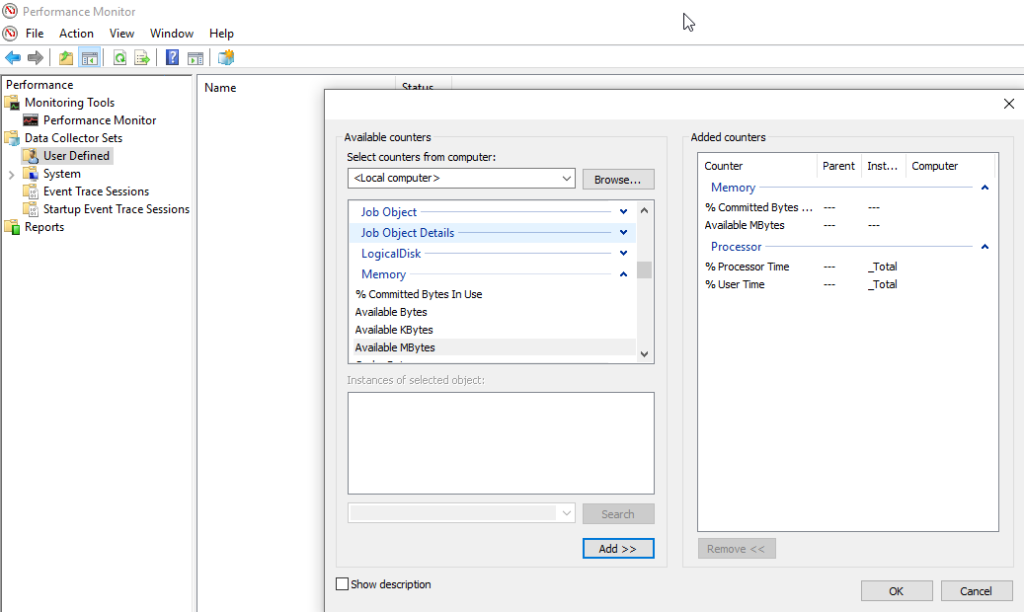 Performance Monitor
File Action View Window Help
Performance
Monitoring Tools
Performance Monitor
Data Collector Sets
User Defined
System
Event Trace Sessions
Startup Event Trace Sessions
Reports
Name Status
Available counters
Select counters from computer:
<Local computer>
Browse...
Job Object
Job Object Details
LogicalDisk
Memory
% Committed Bytes In Use
Available Bytes
Available KBytes
Available MBytes
Instances of selected object:
Search
Add >>
Show description
Added counters
Counter Parent Inst... Computer
Memory
% Committed Bytes ... --- ---
Available MBytes --- ---
Processor
% Processor Time --- _Total
% User Time --- _Total
Remove <<
OK Cancel